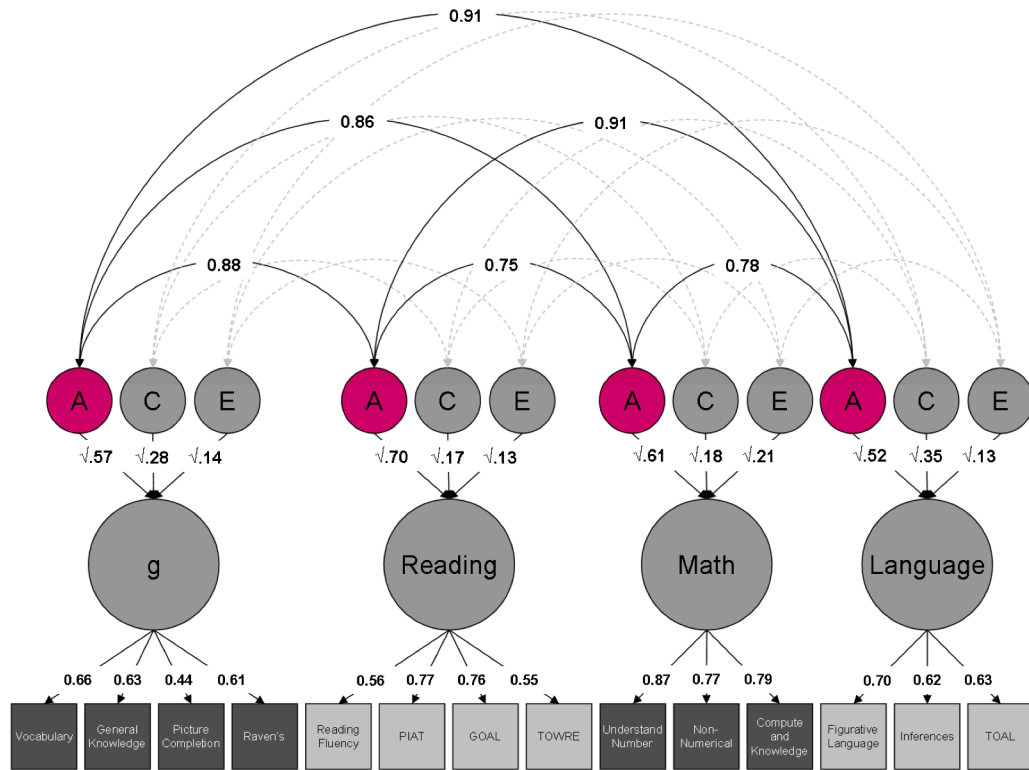 0.91
0.86
0.91
0.88
0.75
0.78
A C E A C E A C E A C E
√.57 √.28 √.14 √.70 √.17 √.13 √.61 √.18 √.21 √.52 √.35 √.13
g Reading Math Language
0.66 0.63 0.44 0.61 0.56 0.77 0.76 0.55 0.87 0.77 0.79 0.70 0.62 0.63
Vocabulary
General
Knowledge
Picture
Completion
Raven's
Reading
Fluency
PIAT
GOAL
TOWRE
Understand
Number
Non-
Numerical
Compute
and
Knowledge
Figurative
Language
Inferences
TOAL